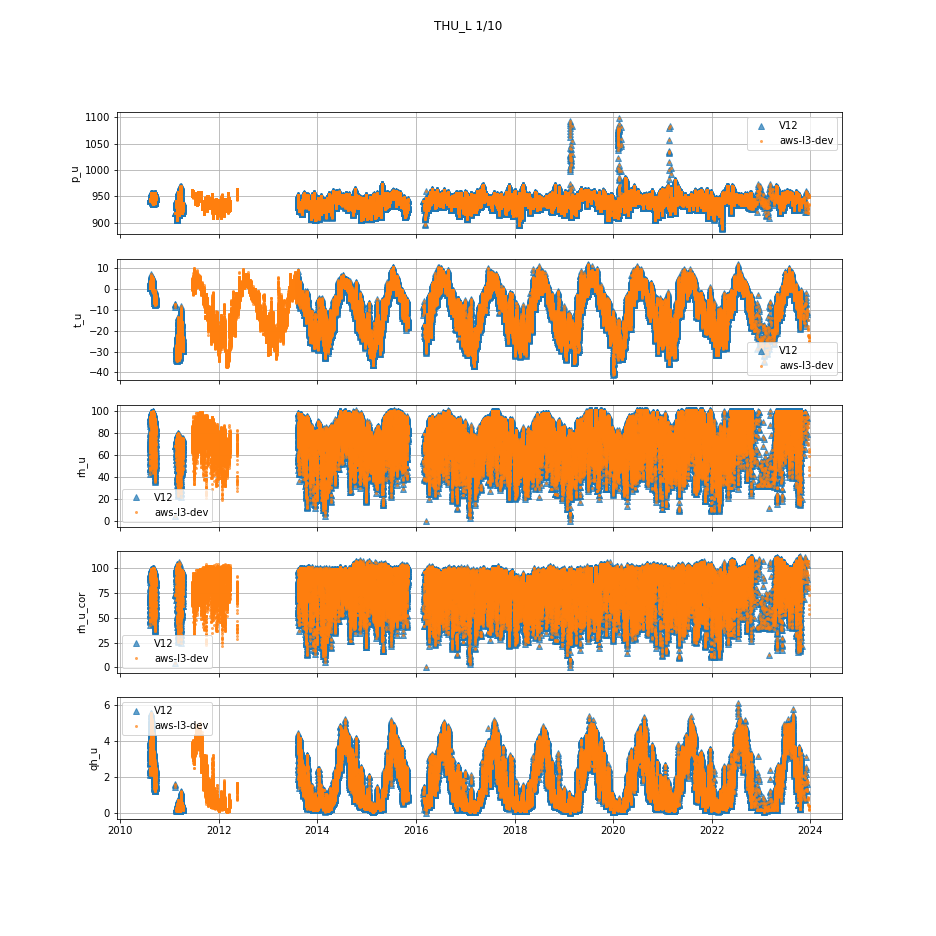 THU_L 1/10
1100
1050
1000
950
900
p_u
V12
aws-l3-dev
10
0
−10
−20
−30
−40
t_u
V12
aws-l3-dev
100
80
60
40
20
0
rh_u
V12
aws-l3-dev
100
75
50
25
0
rh_u_cor
V12
aws-l3-dev
6
4
2
0
qh_u
V12
aws-l3-dev
2010 2012 2014 2016 2018 2020 2022 2024